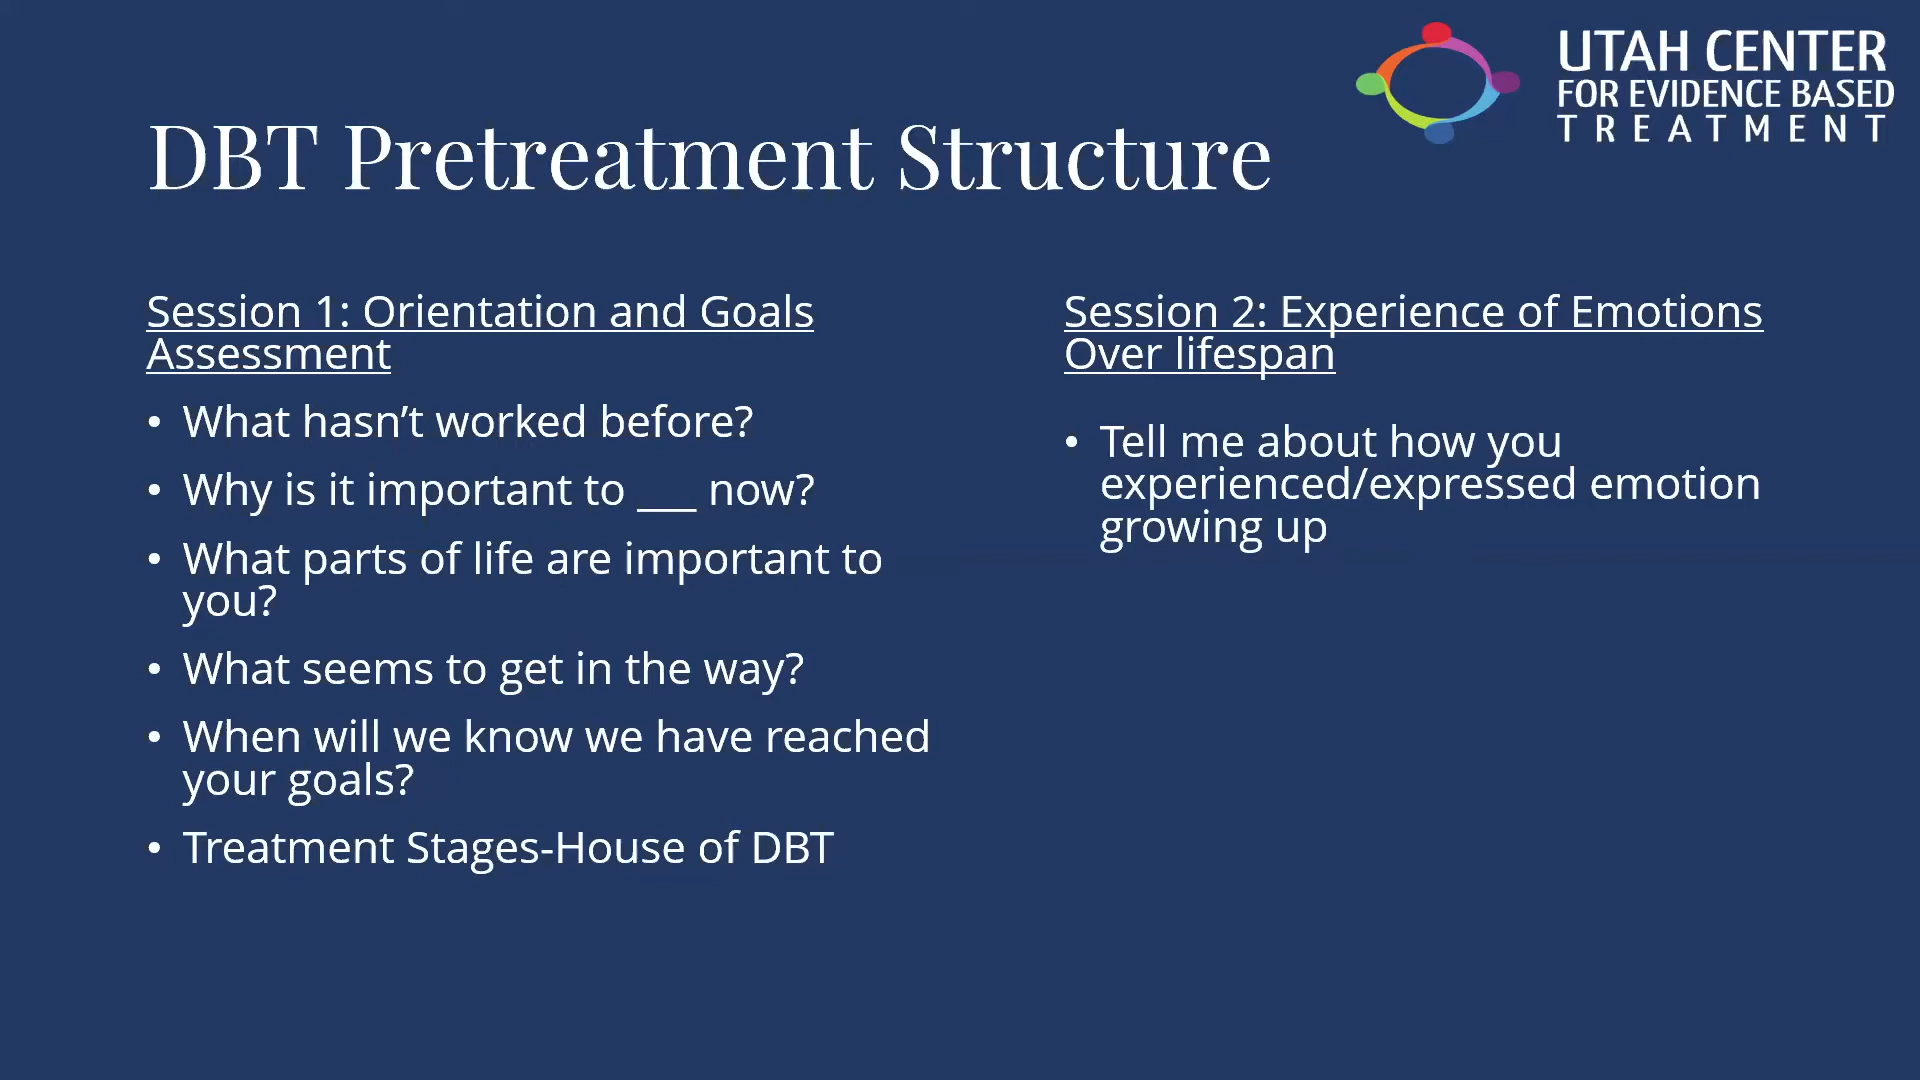 UTAH CENTER
FOR EVIDENCE BASED
TREATMENT
DBT Pretreatment Structure
Session 1: Orientation and Goals
Assessment
• What hasn’t worked before?
• Why is it important to ___ now?
• What parts of life are important to
you?
• What seems to get in the way?
• When will we know we have reached
your goals?
• Treatment Stages-House of DBT
Session 2: Experience of Emotions
Over lifespan
• Tell me about how you
experienced/expressed emotion
growing up